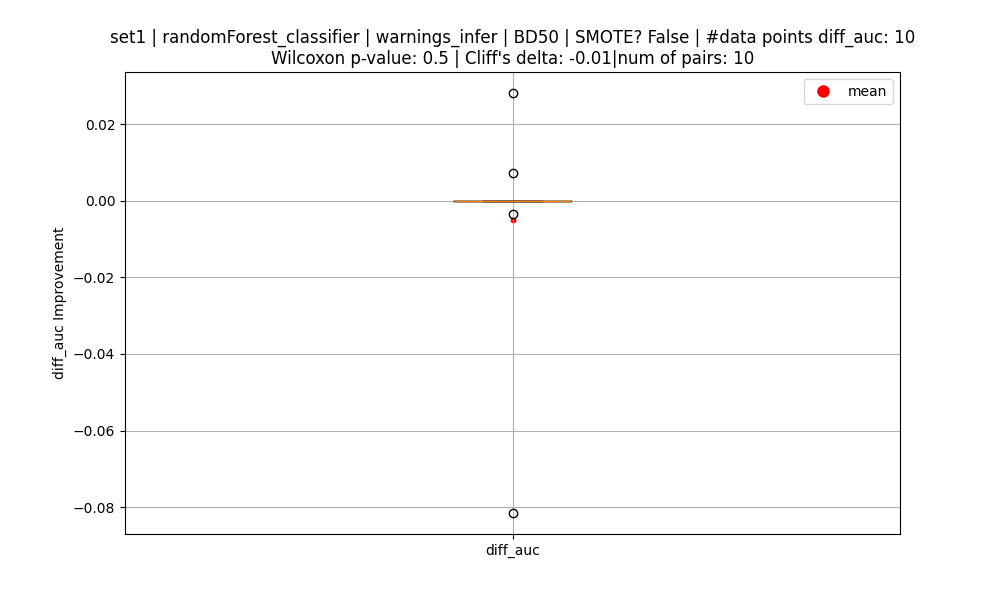 set1 | randomForest_classifier | warnings_infer | BD50 | SMOTE? False | #data points diff_auc: 10
Wilcoxon p-value: 0.5 | Cliff's delta: -0.01|num of pairs: 10
mean
0.02
0.00
−0.02
−0.04
−0.06
−0.08
diff_auc Improvement
diff_auc